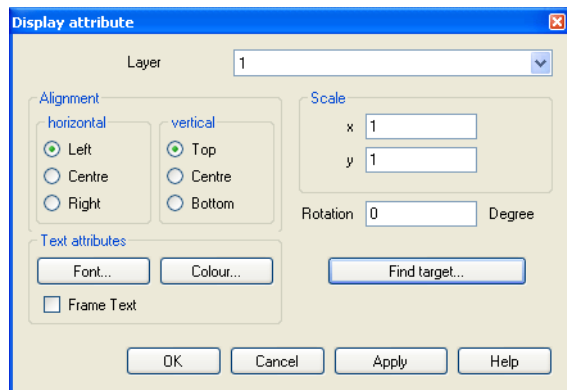 Display attribute
Layer 1
Alignment
horizontal vertical
Left Top
Centre Centre
Right Bottom
Scale
x 1
y 1
Rotation 0 Degree
Text attributes
Font... Colour...
Frame Text
Find target...
OK Cancel Apply Help